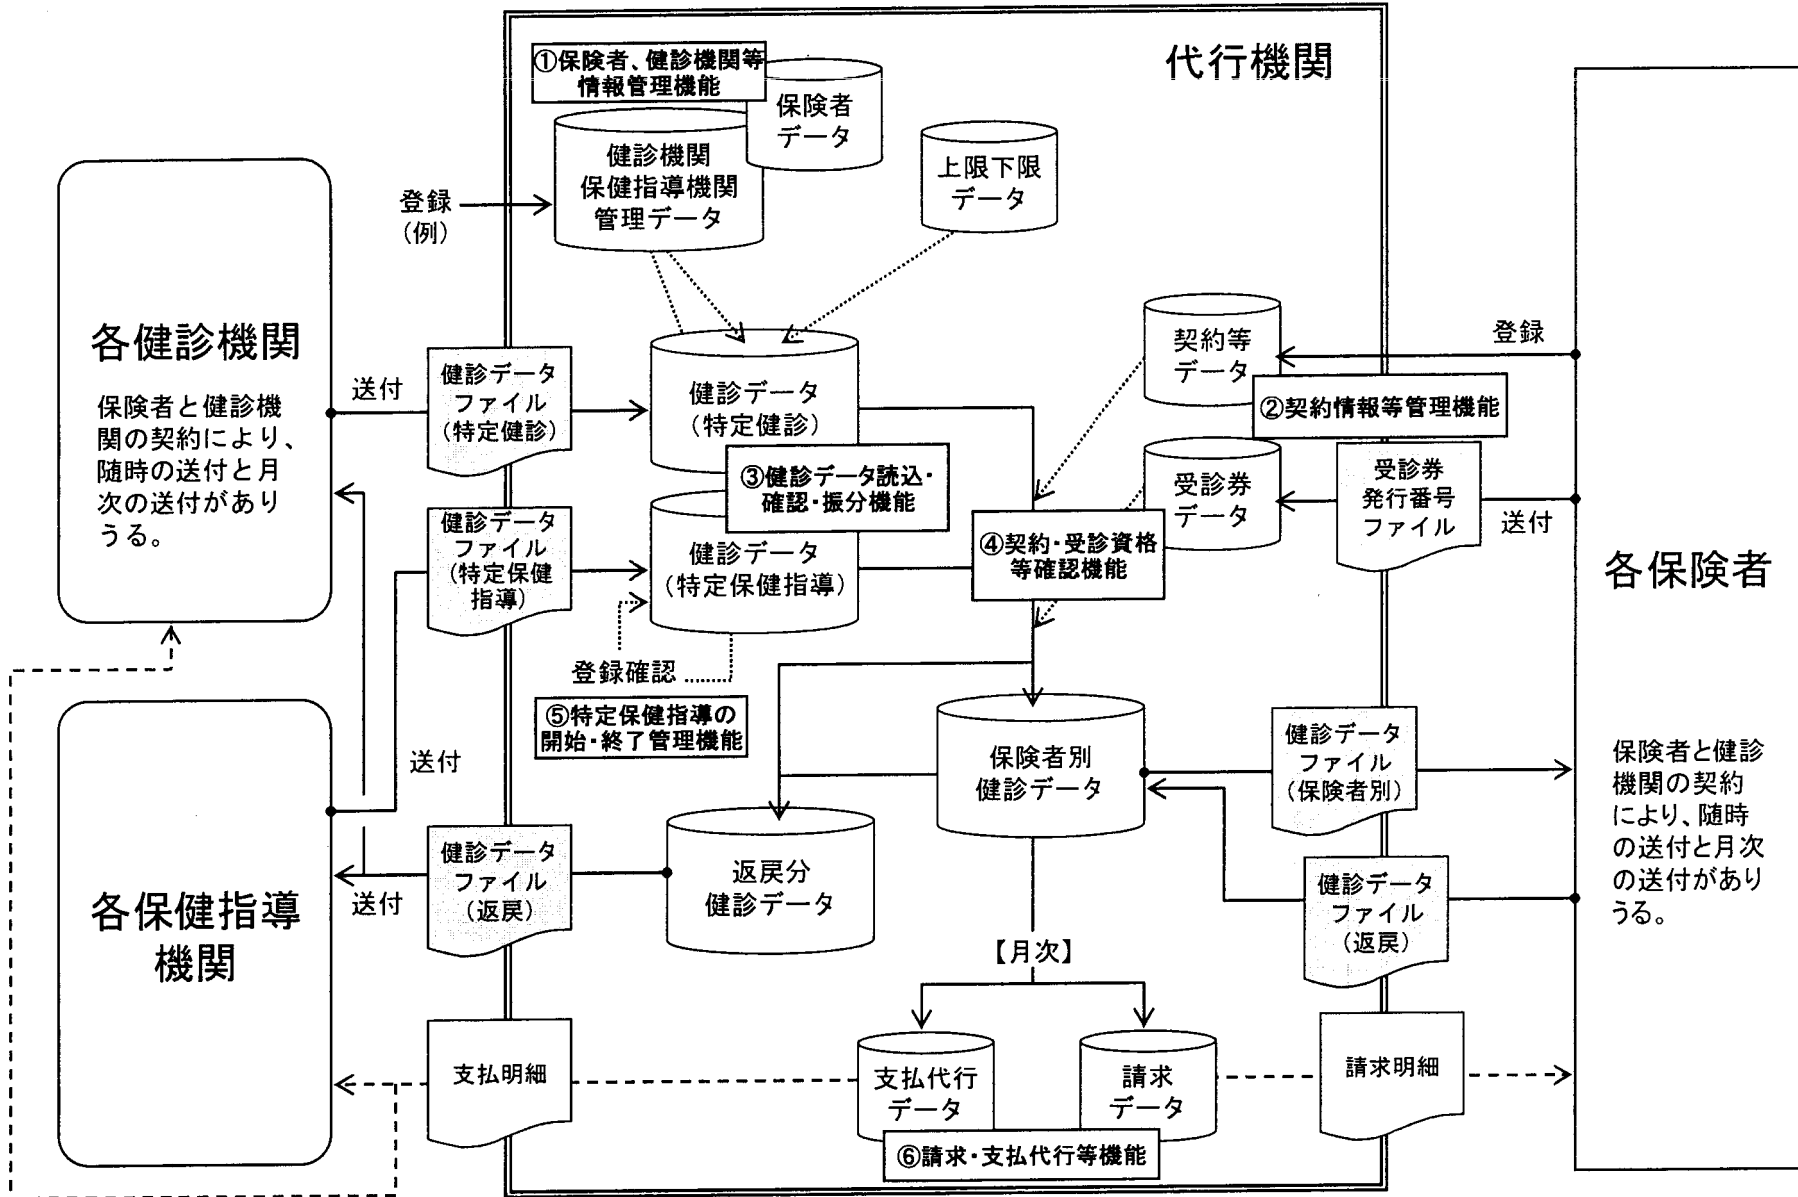 代行機関
①保険者、健診機関等
情報管理機能
保険者
データ
健診機関
保健指導機関
管理データ
上限下限
データ
登録
(例)
各健診機関
保険者と健診機
関の契約により、
随時の送付と月
次の送付があり
うる。
送付
健診データ
ファイル
(特定健診)
健診データ
(特定健診)
契約等
データ
登録
②契約情報等管理機能
③健診データ読込・
確認・振分機能
受診券
データ
受診券
発行番号
ファイル
送付
健診データ
ファイル
(特定保健
指導)
健診データ
(特定保健指導)
④契約・受診資格
等確認機能
各保険者
登録確認
⑤特定保健指導の
開始・終了管理機能
送付
保険者別
健診データ
健診データ
ファイル
(保険者別)
保険者と健診
機関の契約
により、随時
の送付と月次
の送付があり
うる。
各保健指導
機関
送付
健診データ
ファイル
(返戻)
返戻分
健診データ
健診データ
ファイル
(返戻)
【月次】
支払明細
支払代行
データ
請求
データ
請求明細
⑥請求・支払代行等機能